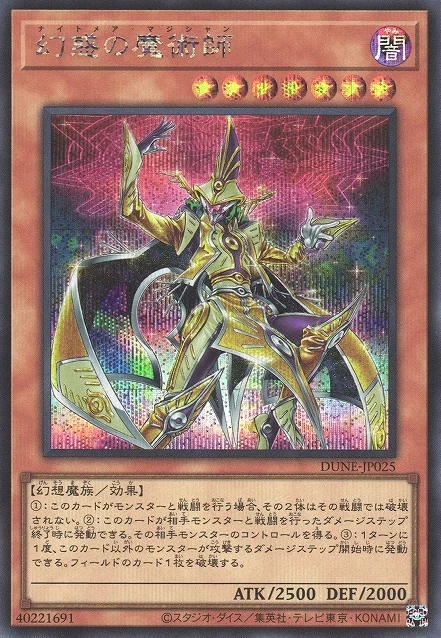 ナイトメア マジシャン
幻惑の魔術師
やみ
闇
DUNE-JP025
【幻想魔族／効果】
①：このカードがモンスターと戦闘を行う場合、その２体はその戦闘では破壊
されない。②：このカードが相手モンスターと戦闘を行ったダメージステップ
終了時に発動できる。その相手モンスターのコントロールを得る。③：１ターンに
１度、このカード以外のモンスターが攻撃するダメージステップ開始時に発動
できる。フィールドのカード１枚を破壊する。
ATK/2500 DEF/2000
40221691
©スタジオ・ダイス／集英社・テレビ東京・KONAMI